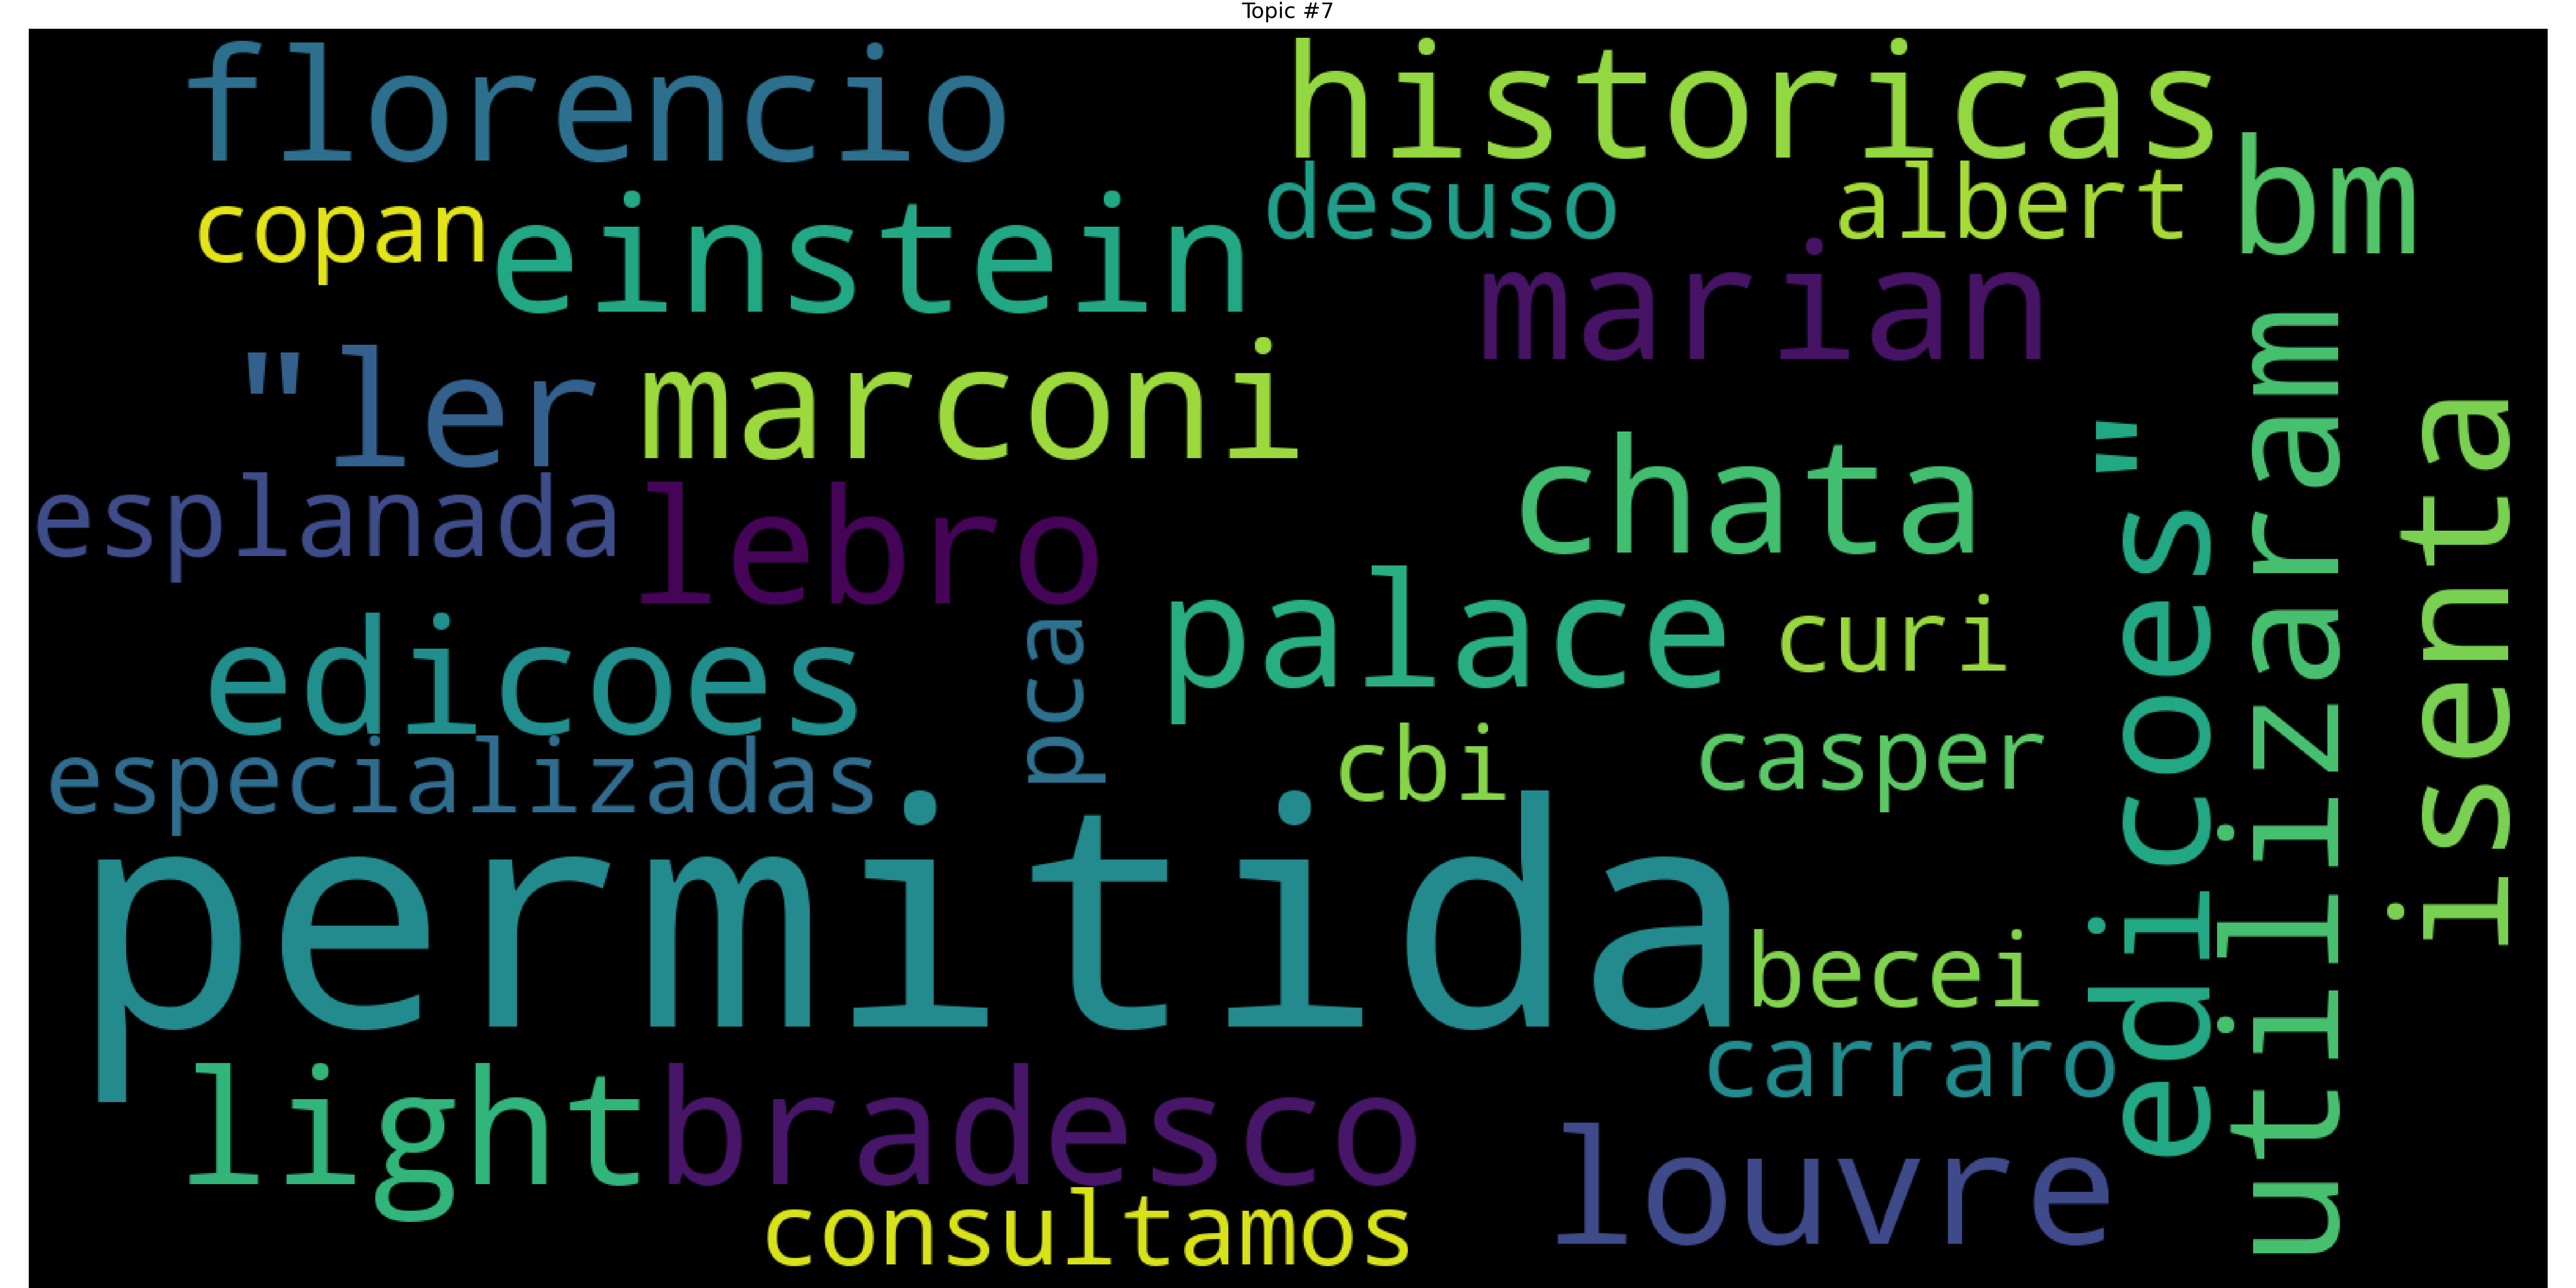 Topic #7
florencio
historicas
copan
einstein
desuso
albert
bm
marian
"ler
marconi
chata
esplanada
lebro
edicoes
pca
palace
curi
especializadas
cbi
casper
permitida
becei
carraro
light
bradesco
louvre
consultamos
edicoes"
utilizaram
isenta